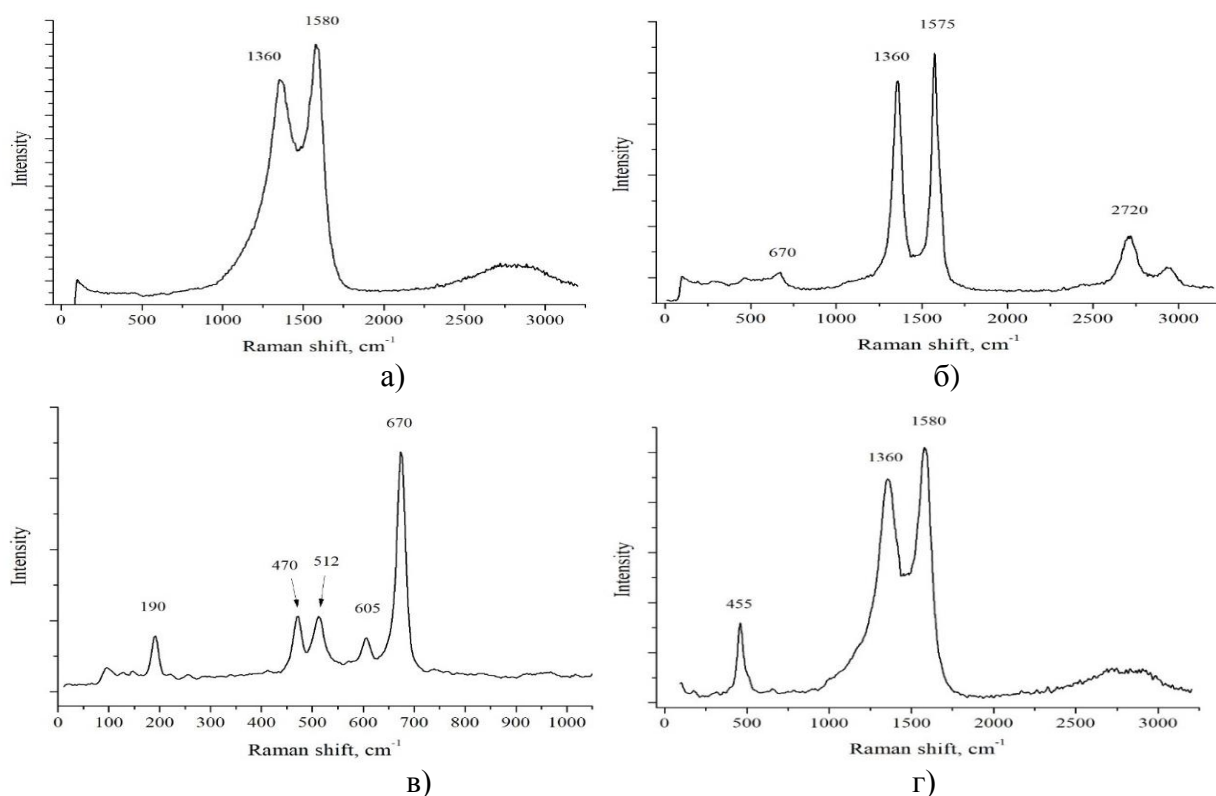 1580
1360
Intensity
0 500 1000 1500 2000 2500 3000
Raman shift, cm⁻¹
а)
1575
1360
2720
670
Intensity
0 500 1000 1500 2000 2500 3000
Raman shift, cm⁻¹
б)
670
470 512
605
190
Intensity
0 100 200 300 400 500 600 700 800 900 1000
Raman shift, cm⁻¹
в)
1580
1360
455
Intensity
0 500 1000 1500 2000 2500 3000
Raman shift, cm⁻¹
г)